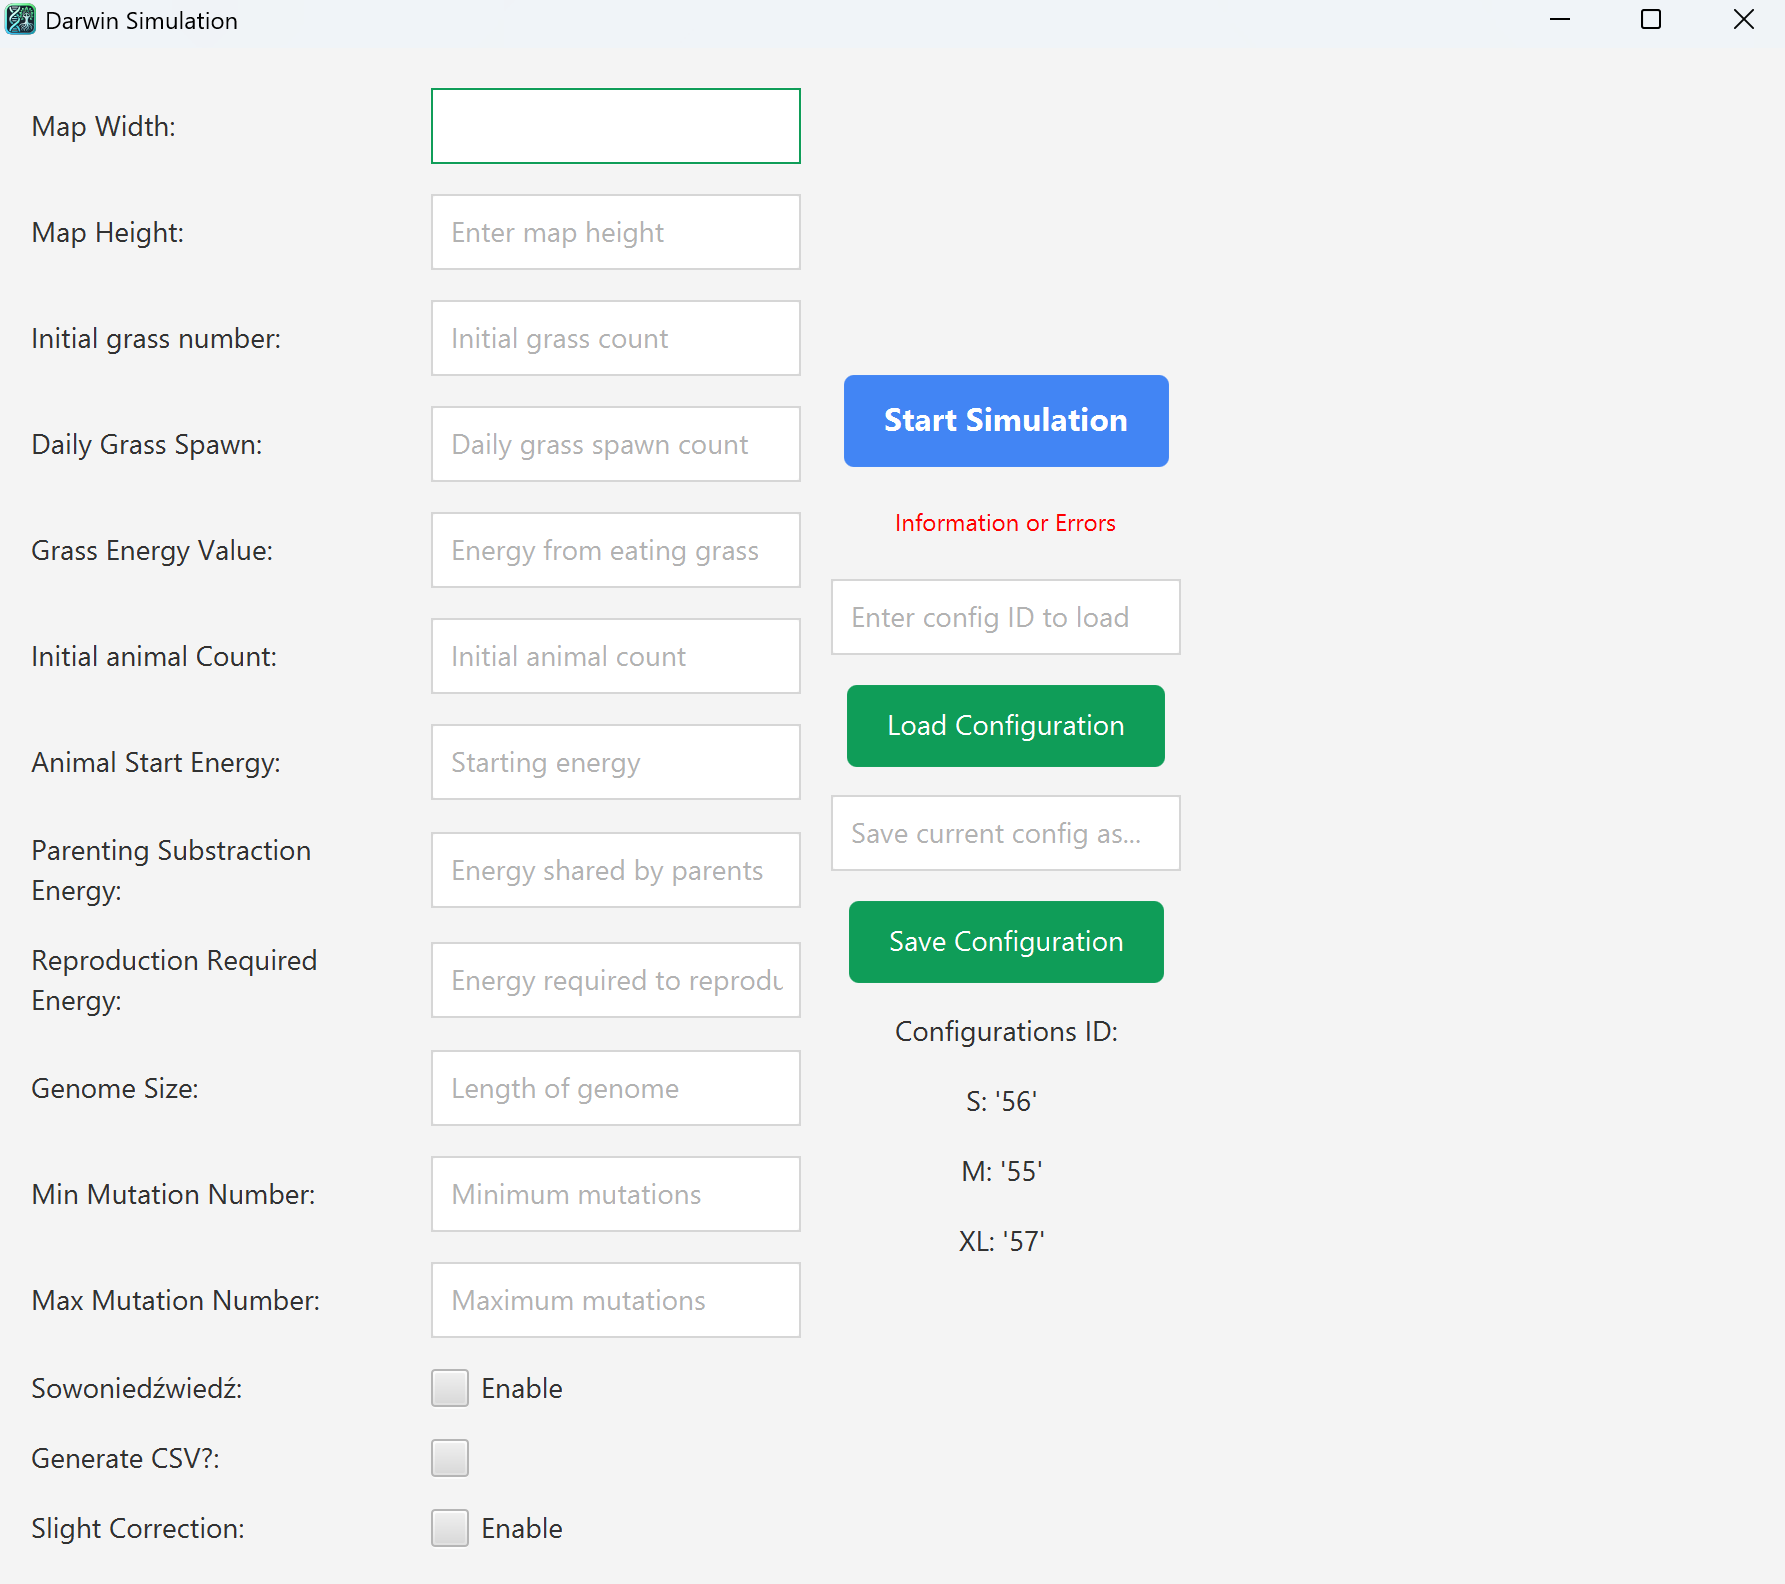 Darwin Simulation
Map Width:
Map Height:
Enter map height
Initial grass number:
Initial grass count
Daily Grass Spawn:
Daily grass spawn count
Grass Energy Value:
Energy from eating grass
Initial animal Count:
Initial animal count
Animal Start Energy:
Starting energy
Parenting Substraction
Energy:
Energy shared by parents
Reproduction Required
Energy:
Energy required to reprodu
Genome Size:
Length of genome
Min Mutation Number:
Minimum mutations
Max Mutation Number:
Maximum mutations
Sowoniedźwiedź:
Enable
Generate CSV?:
Slight Correction:
Enable
Start Simulation
Information or Errors
Enter config ID to load
Load Configuration
Save current config as...
Save Configuration
Configurations ID:
S: '56'
M: '55'
XL: '57'